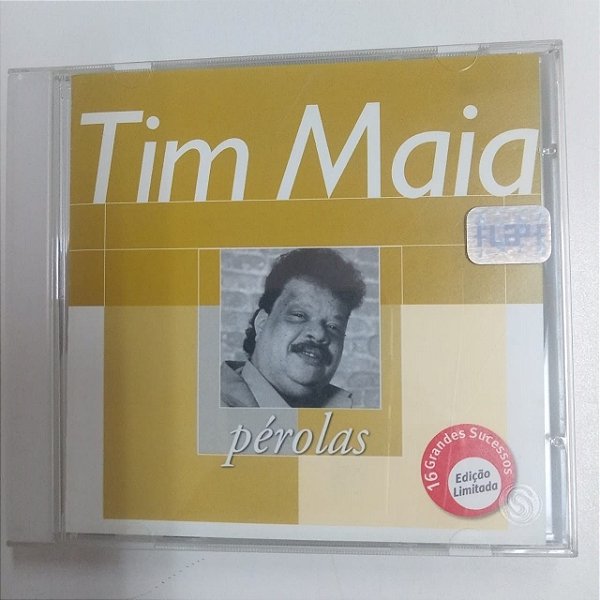 Tim Maia
pérolas
16 Grandes Sucessos
Edição
Limitada